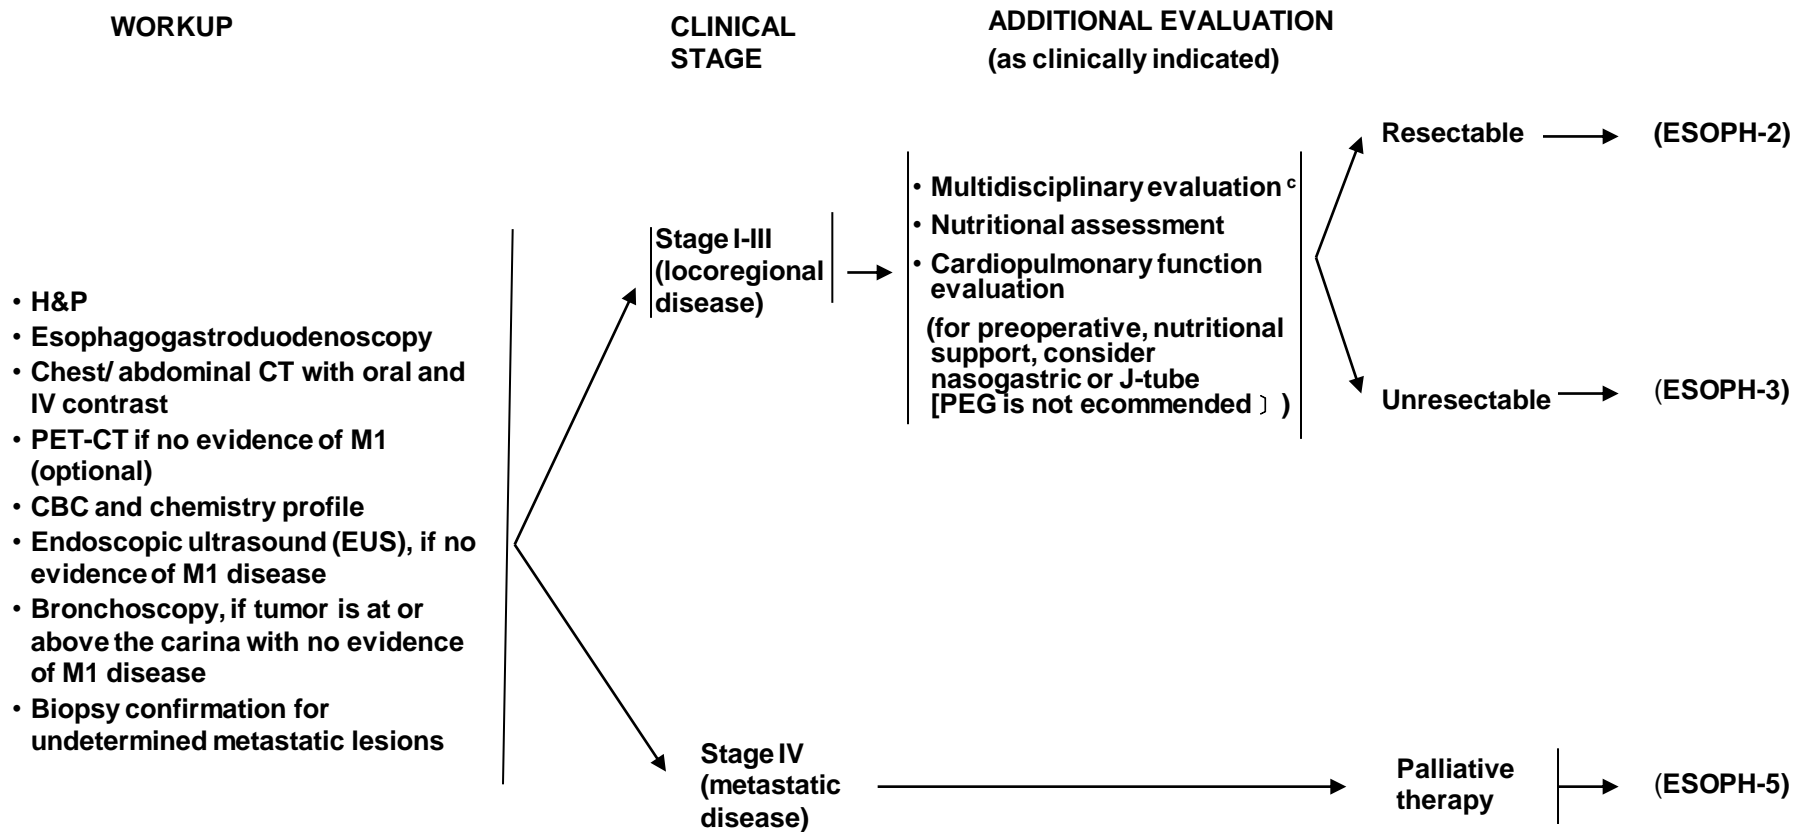 WORKUP
CLINICAL
STAGE
ADDITIONAL EVALUATION
(as clinically indicated)
• H&P
• Esophagogastroduodenoscopy
• Chest/ abdominal CT with oral and
IV contrast
• PET-CT if no evidence of M1
(optional)
• CBC and chemistry profile
• Endoscopic ultrasound (EUS), if no
evidence of M1 disease
• Bronchoscopy, if tumor is at or
above the carina with no evidence
of M1 disease
• Biopsy confirmation for
undetermined metastatic lesions
Stage I-III
(locoregional
disease)
• Multidisciplinary evaluation c
• Nutritional assessment
• Cardiopulmonary function
evaluation
(for preoperative, nutritional
support, consider
nasogastric or J-tube
[PEG is not ecommended ］ )
Resectable
(ESOPH-2)
Unresectable
(ESOPH-3)
Stage IV
(metastatic
disease)
Palliative
therapy
(ESOPH-5)